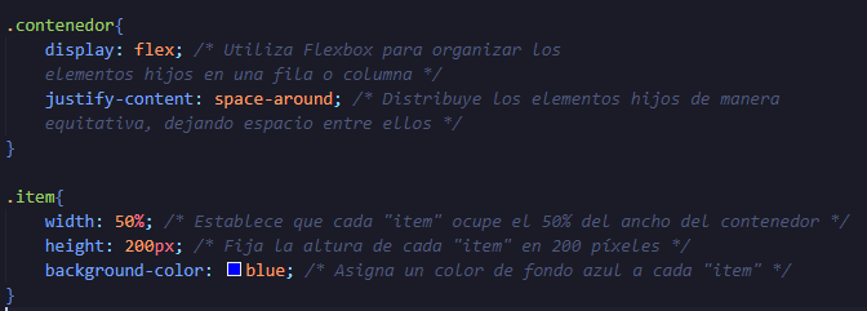 .contenedor{
display: flex; /* Utiliza Flexbox para organizar los
elementos hijos en una fila o columna */
justify-content: space-around; /* Distribuye los elementos hijos de manera
equitativa, dejando espacio entre ellos */
}
.item{
width: 50%; /* Establece que cada "item" ocupe el 50% del ancho del contenedor */
height: 200px; /* Fija la altura de cada "item" en 200 píxeles */
background-color: blue; /* Asigna un color de fondo azul a cada "item" */
}